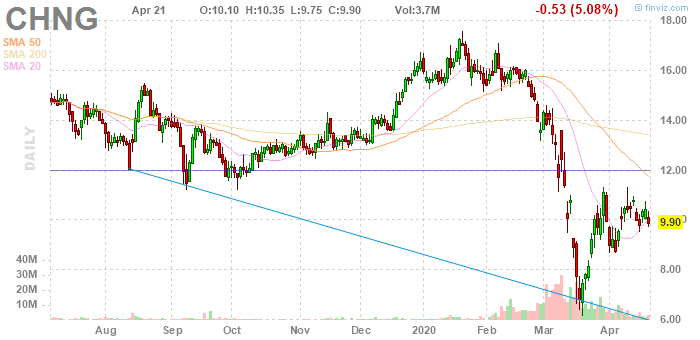 CHNG
Apr 21 O:10.10 H:10.35 L:9.75 C:9.90 Vol:3.7M -0.53 (5.08%)
© finviz.com
SMA 50
SMA 200
SMA 20
DAILY
18.00
16.00
14.00
12.00
10.00
9.90
8.00
6.00
40M
30M
20M
10M
Aug Sep Oct Nov Dec 2020 Feb Mar Apr